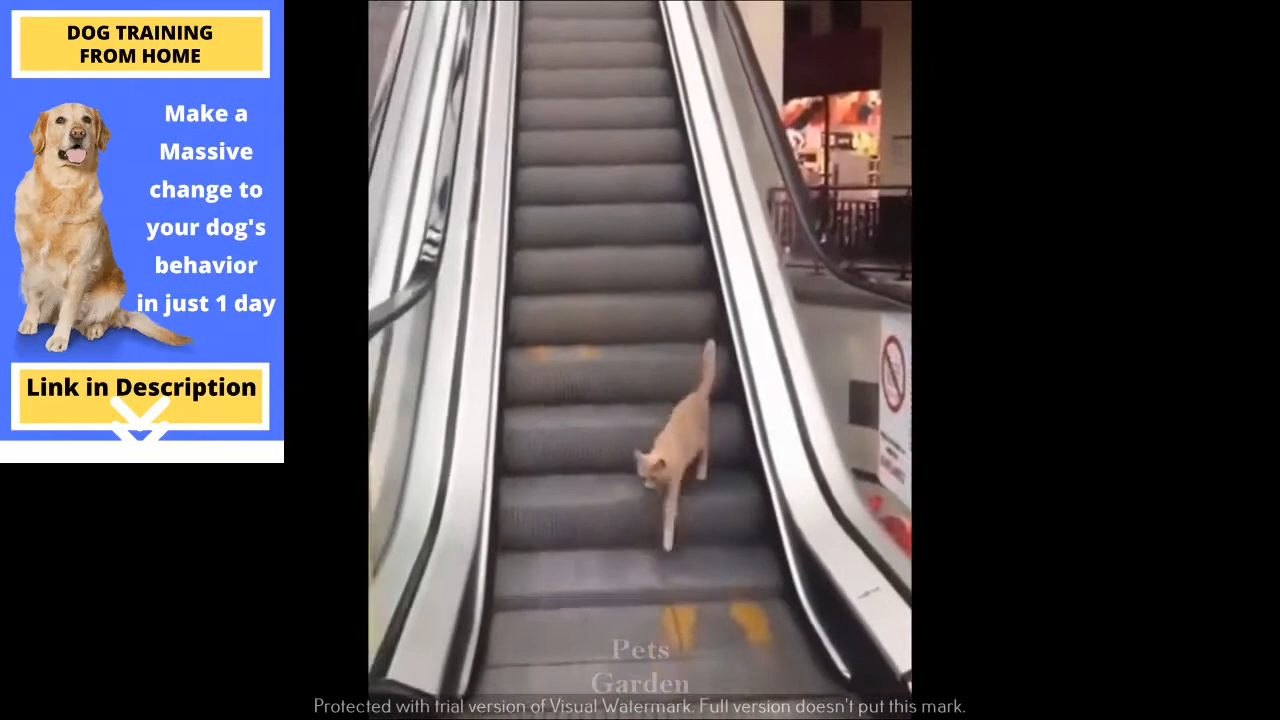 DOG TRAINING
FROM HOME
Make a
Massive
change to
your dog's
behavior
in just 1 day
Link in Description
Pets
Garden
Protected with trial version of Visual Watermark. Full version doesn't put this mark.